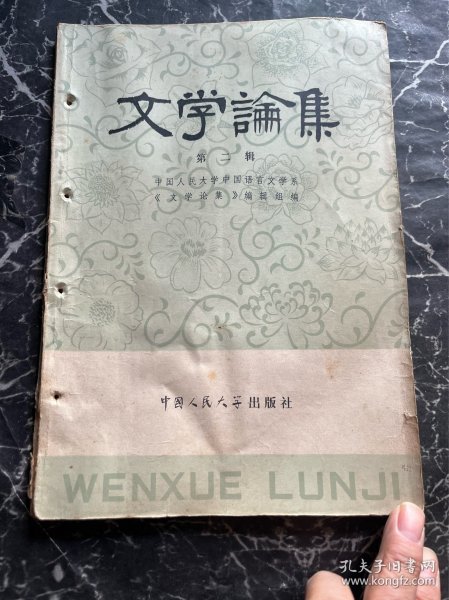 文学論集
第二辑
中国人民大学中国语言文学系
《文学论集》编辑组编
中国人民大学出版社
WENXUE LUNJI
孔夫子旧书网
www.kongfz.com